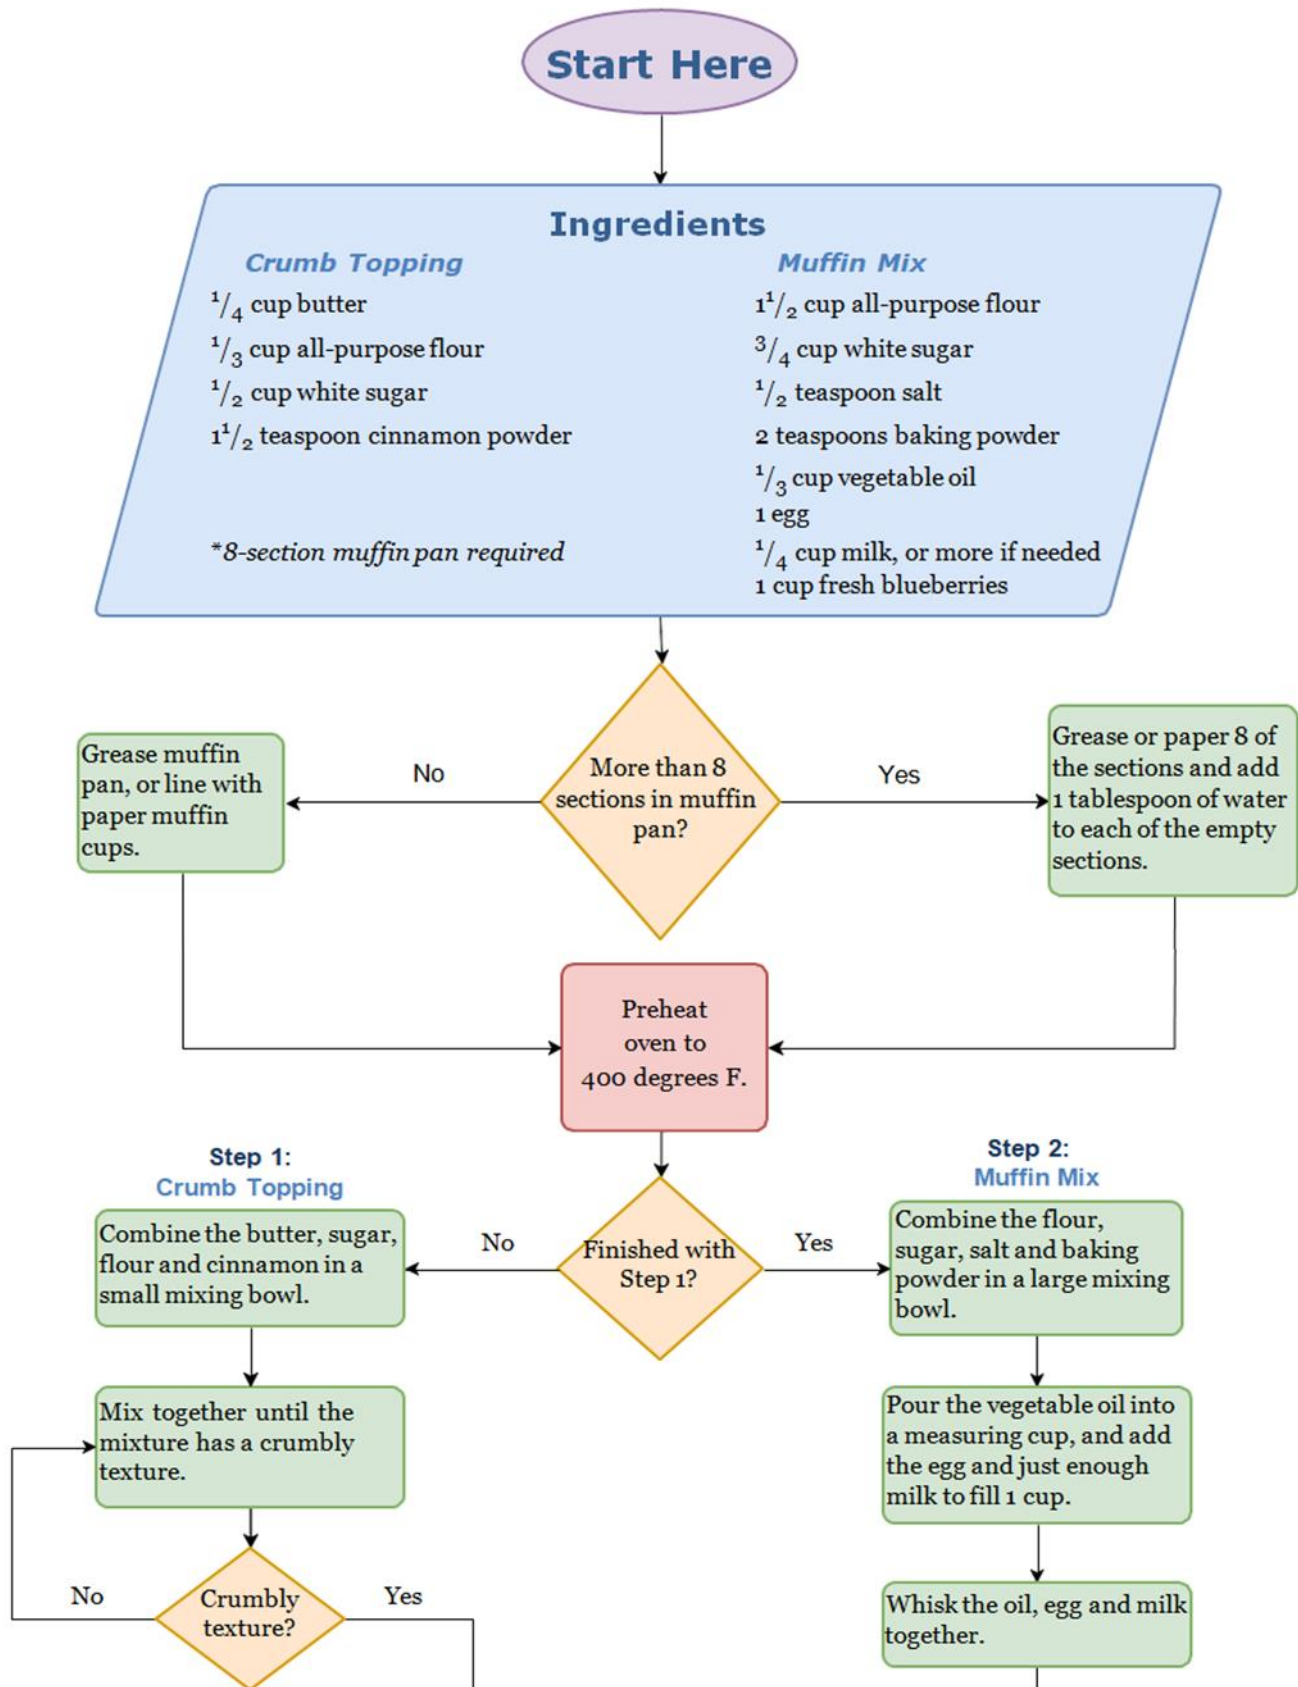 Start Here
Ingredients
Crumb Topping
1/4 cup butter
1/3 cup all-purpose flour
1/2 cup white sugar
1 1/2 teaspoon cinnamon powder
*8-section muffin pan required
Muffin Mix
1 1/2 cup all-purpose flour
3/4 cup white sugar
1/2 teaspoon salt
2 teaspoons baking powder
1/3 cup vegetable oil
1 egg
1/4 cup milk, or more if needed
1 cup fresh blueberries
More than 8
sections in muffin
pan?
No
Grease muffin
pan, or line with
paper muffin
cups.
Yes
Grease or paper 8 of
the sections and add
1 tablespoon of water
to each of the empty
sections.
Preheat
oven to
400 degrees F.
Finished with
Step 1?
No
Step 1:
Crumb Topping
Combine the butter, sugar,
flour and cinnamon in a
small mixing bowl.
Mix together until the
mixture has a crumbly
texture.
Crumbly
texture?
No
Yes
Yes
Step 2:
Muffin Mix
Combine the flour,
sugar, salt and baking
powder in a large mixing
bowl.
Pour the vegetable oil into
a measuring cup, and add
the egg and just enough
milk to fill 1 cup.
Whisk the oil, egg and milk
together.